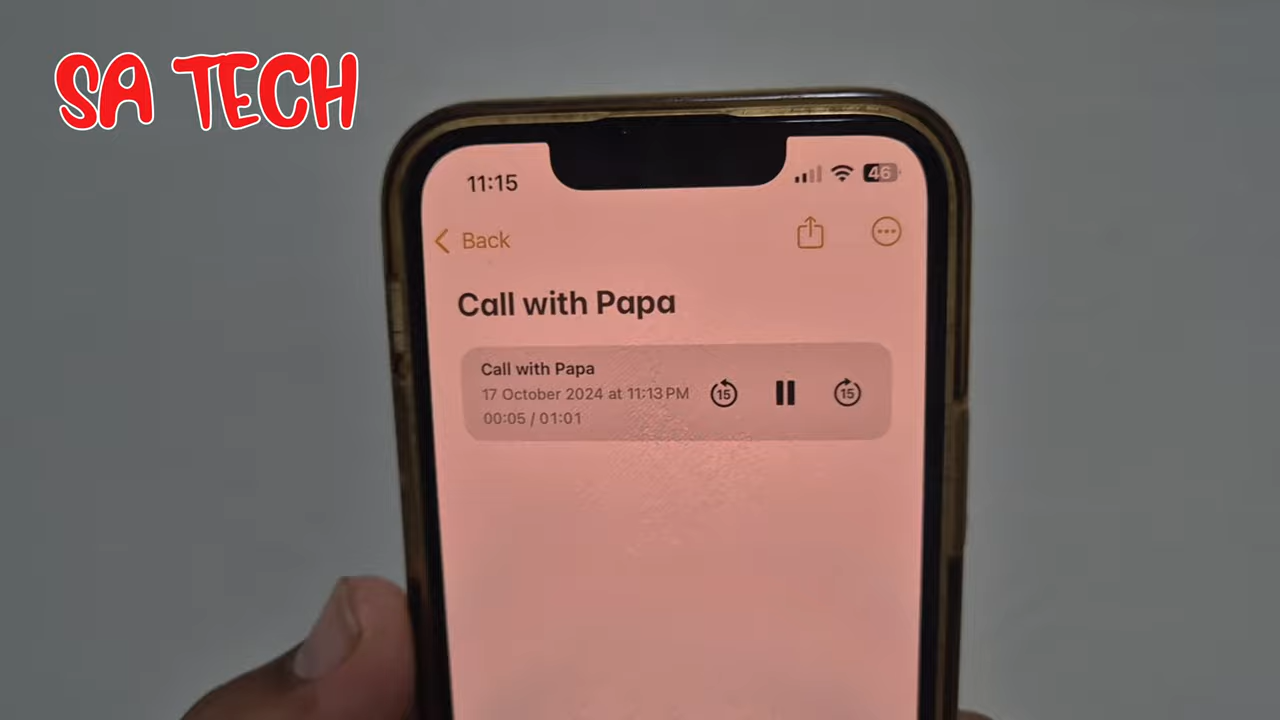 SA TECH
11:15
46
Back
Call with Papa
Call with Papa
17 October 2024 at 11:13 PM
00:05 / 01:01
15
15